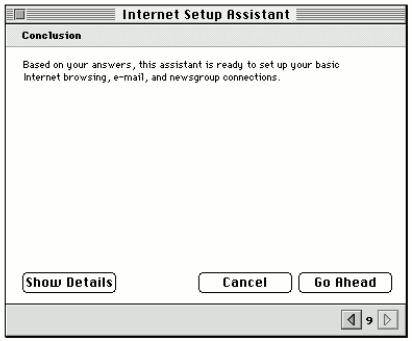 Internet Setup Assistant
Conclusion
Based on your answers, this assistant is ready to set up your basic
Internet browsing, e-mail, and newsgroup connections.
Show Details
Cancel
Go Ahead
9